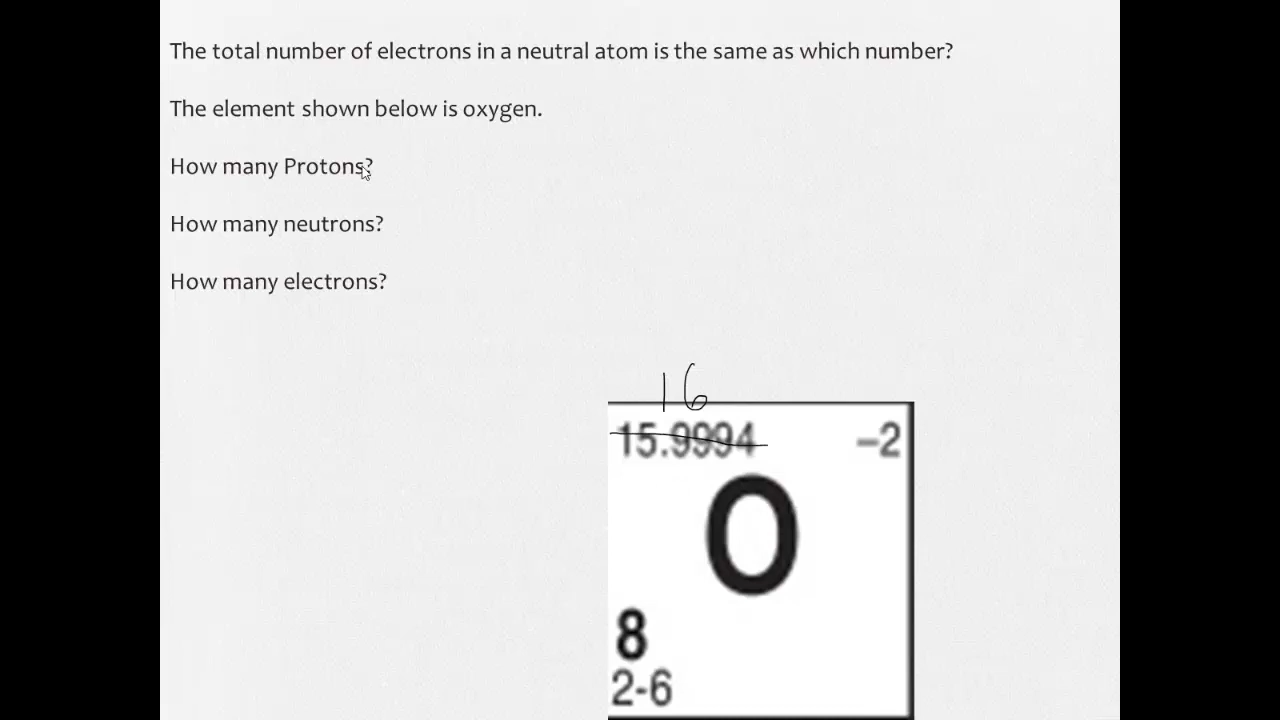 The total number of electrons in a neutral atom is the same as which number?
The element shown below is oxygen.
How many Protons?
How many neutrons?
How many electrons?
16
15.9994 –2
O
8
2-6